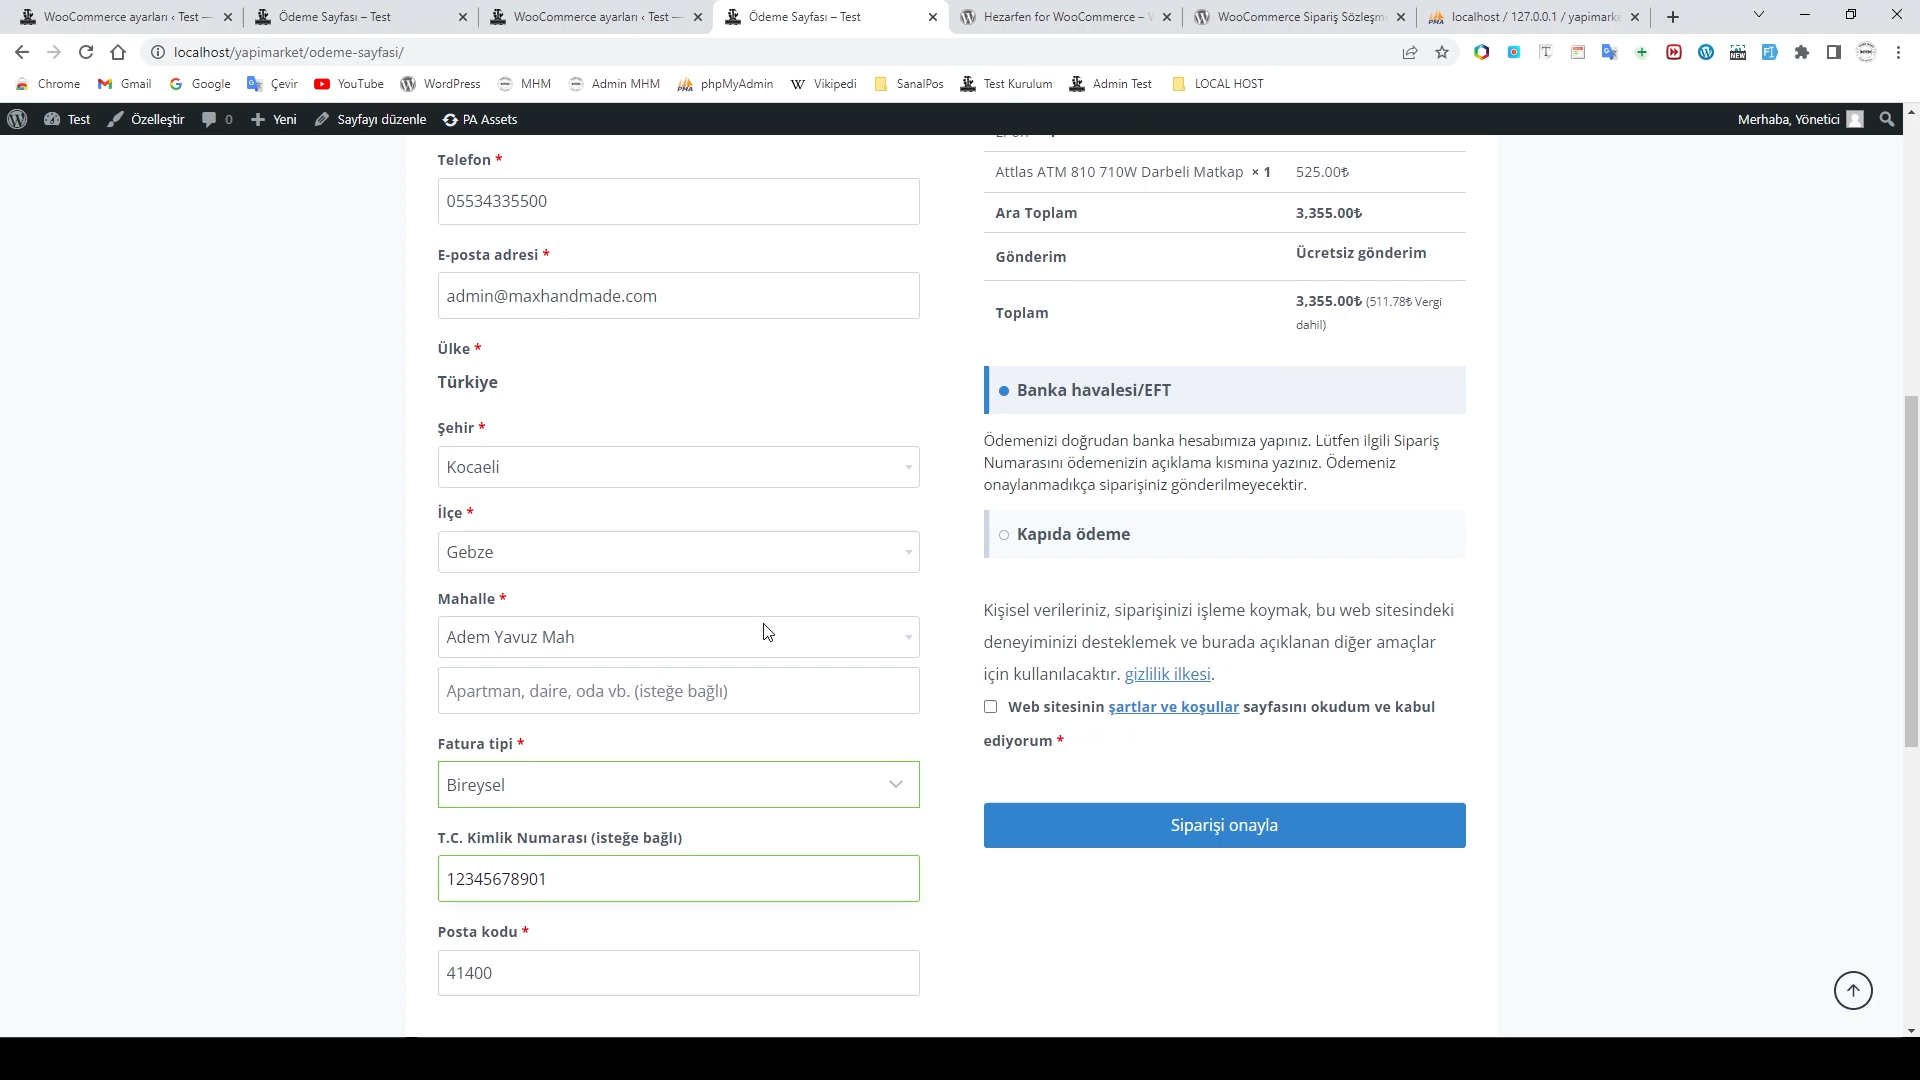 WooCommerce ayarları ‹ Test —
Ödeme Sayfası – Test
WooCommerce ayarları ‹ Test —
Ödeme Sayfası – Test
Hezarfen for WooCommerce –
WooCommerce Sipariş Sözleşm
localhost / 127.0.0.1 / yapimarke
localhost/yapimarket/odeme-sayfasi/
Chrome
Gmail
Google
Çevir
YouTube
WordPress
MHM
Admin MHM
phpMyAdmin
Vikipedi
SanalPos
Test Kurulum
Admin Test
LOCAL HOST
Test
Özelleştir
0
Yeni
Sayfayı düzenle
PA Assets
Merhaba, Yönetici
Telefon *
05534335500
E-posta adresi *
admin@maxhandmade.com
Ülke *
Türkiye
Şehir *
Kocaeli
İlçe *
Gebze
Mahalle *
Adem Yavuz Mah
Apartman, daire, oda vb. (isteğe bağlı)
Fatura tipi *
Bireysel
T.C. Kimlik Numarası (isteğe bağlı)
12345678901
Posta kodu *
41400
Attlas ATM 810 710W Darbeli Matkap × 1 525.00₺
Ara Toplam 3,355.00₺
Gönderim Ücretsiz gönderim
Toplam 3,355.00₺ (511.78₺ Vergi
dahil)
Banka havalesi/EFT
Ödemenizi doğrudan banka hesabımıza yapınız. Lütfen ilgili Sipariş
Numarasını ödemenizin açıklama kısmına yazınız. Ödemeniz
onaylanmadıkça siparişiniz gönderilmeyecektir.
Kapıda ödeme
Kişisel verileriniz, siparişinizi işleme koymak, bu web sitesindeki
deneyiminizi desteklemek ve burada açıklanan diğer amaçlar
için kullanılacaktır. gizlilik ilkesi.
Web sitesinin şartlar ve koşullar sayfasını okudum ve kabul
ediyorum *
Siparişi onayla